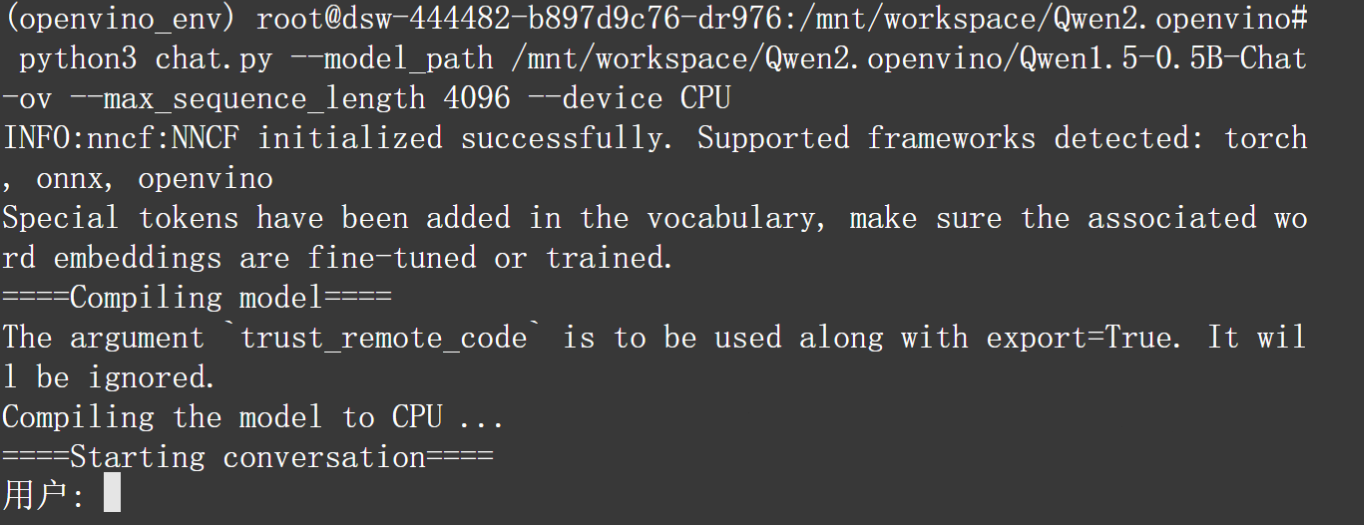 (openvino_env) root@dsw-444482-b897d9c76-dr976:/mnt/workspace/Qwen2.openvino#
 python3 chat.py --model_path /mnt/workspace/Qwen2.openvino/Qwen1.5-0.5B-Chat
-ov --max_sequence_length 4096 --device CPU
INFO:nncf:NNCF initialized successfully. Supported frameworks detected: torch
, onnx, openvino
Special tokens have been added in the vocabulary, make sure the associated wo
rd embeddings are fine-tuned or trained.
====Compiling model====
The argument `trust_remote_code` is to be used along with export=True. It wil
l be ignored.
Compiling the model to CPU ...
====Starting conversation====
用户: